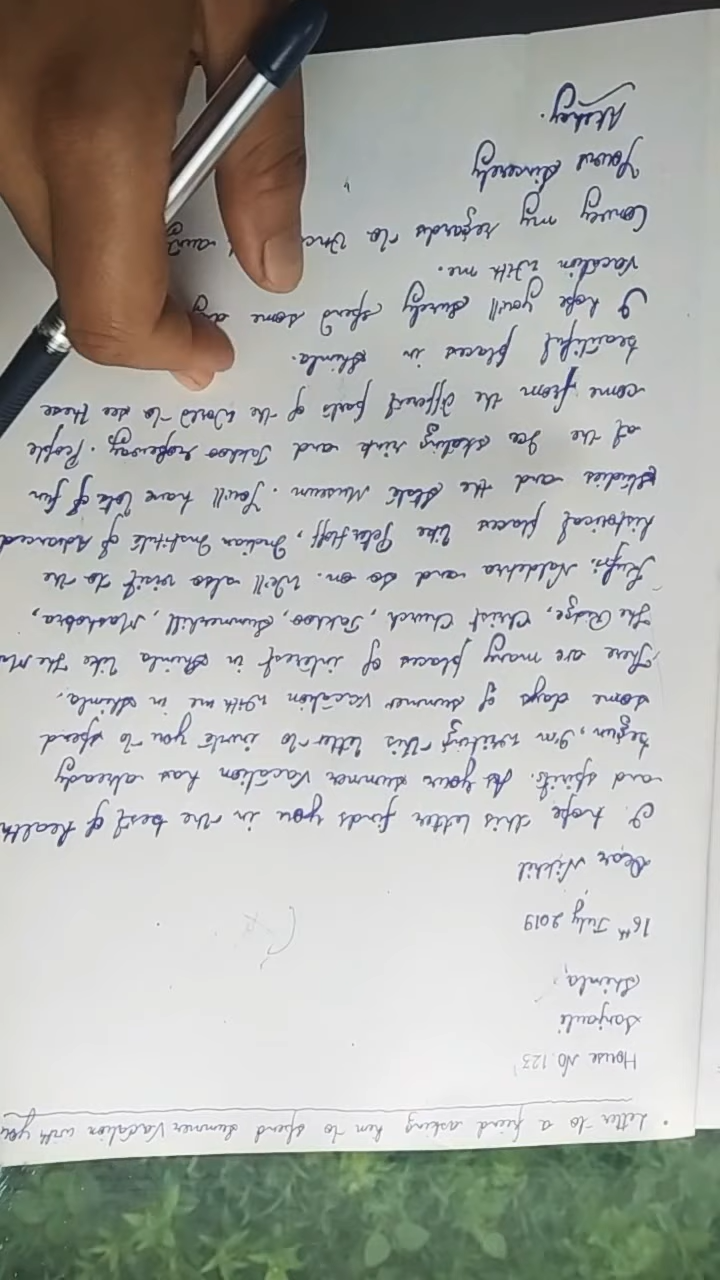 • Letter to a friend asking him to spend summer vacation with you
House No. 123
Sanjauli
Shimla,
16th July 2019
Dear Nikhil
I hope this letter finds you in the best of health
and spirits. As your summer vacation has already
begun, I'm writing this letter to invite you to spend
some days of summer vacation with me in Shimla.
There are many places of interest in Shimla like The Ma
The Ridge, Christ Church, Jakhoo, Summerhill, Mashobra,
Kufri, Naldehra and so on. We'll also visit to the
historical places like Peterhoff, Indian Institute of Advanced
Studies and the State Museum. You'll have lots of fun
at the Ice skating rink and Jakhoo ropeway. People
come from the different parts of the world to see these
beautiful places in Shimla.
I hope you'll surely spend some
vacation with me.
Convey my regards to
Yours Sincerely
Akshay.